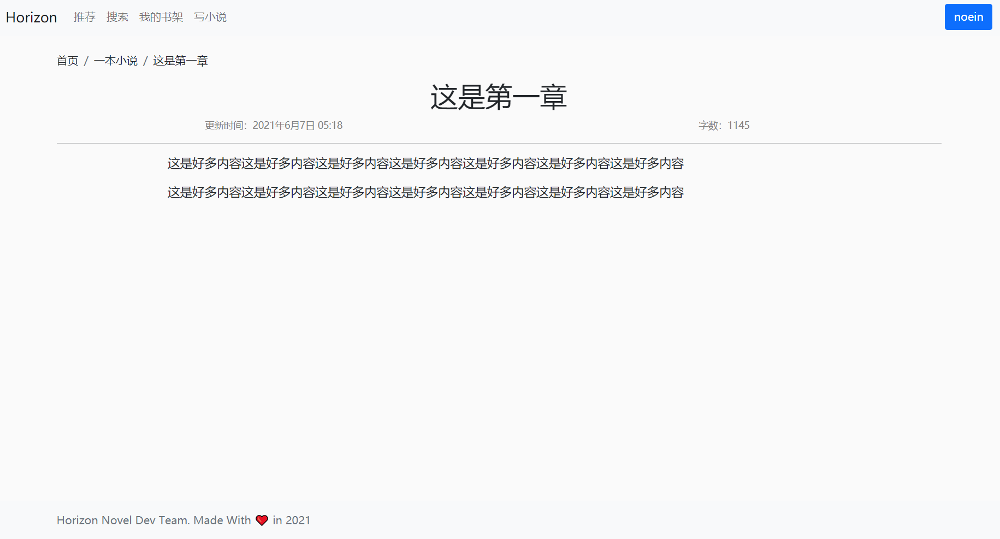 Horizon 推荐 搜索 我的书架 写小说 noein
首页 / 一本小说 / 这是第一章
这是第一章
更新时间：2021年6月7日 05:18 字数：1145
这是好多内容这是好多内容这是好多内容这是好多内容这是好多内容这是好多内容这是好多内容
这是好多内容这是好多内容这是好多内容这是好多内容这是好多内容这是好多内容这是好多内容
Horizon Novel Dev Team. Made With ❤️ in 2021